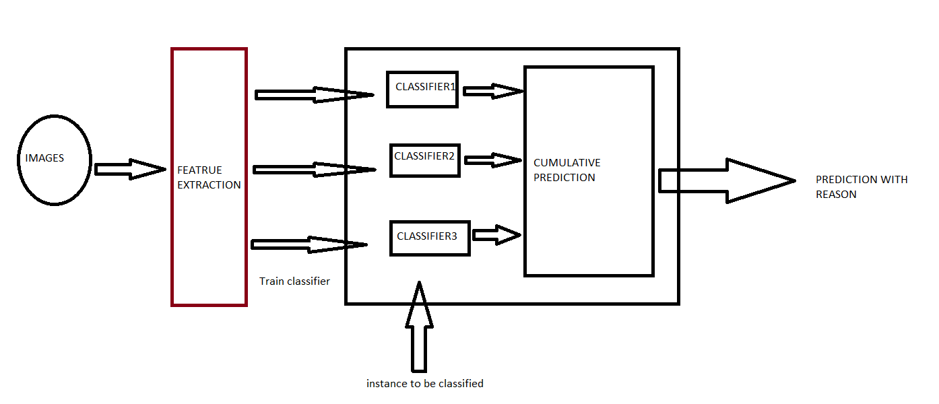 IMAGES
FEATRUE
EXTRACTION
Train classifier
CLASSIFIER1
CLASSIFIER2
CLASSIFIER3
CUMULATIVE
PREDICTION
PREDICTION WITH
REASON
instance to be classified